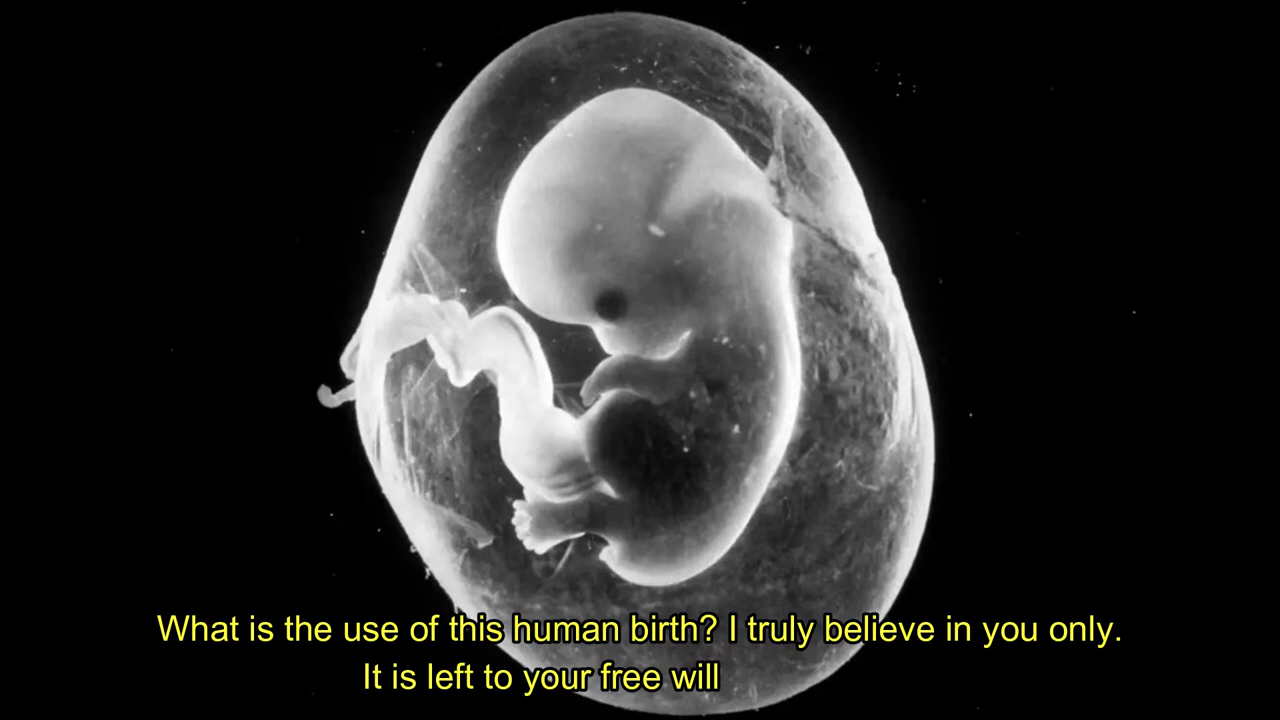 What is the use of this human birth? I truly believe in you only.
It is left to your free will